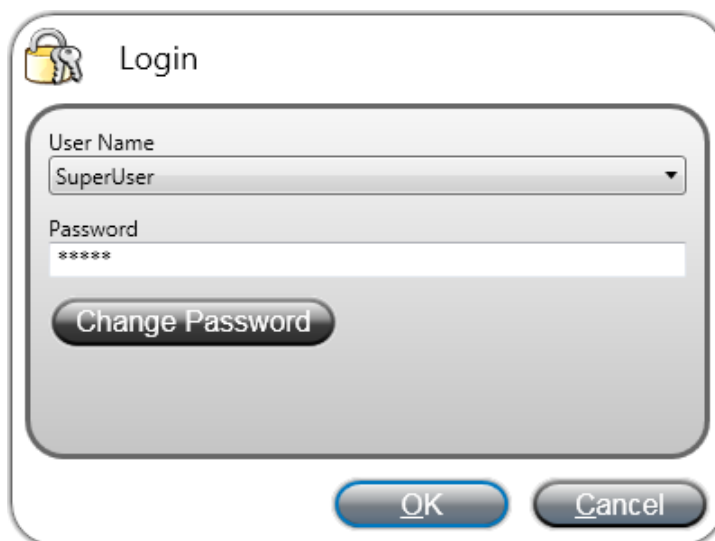 Login
User Name
SuperUser
Password
*****
Change Password
OK
Cancel